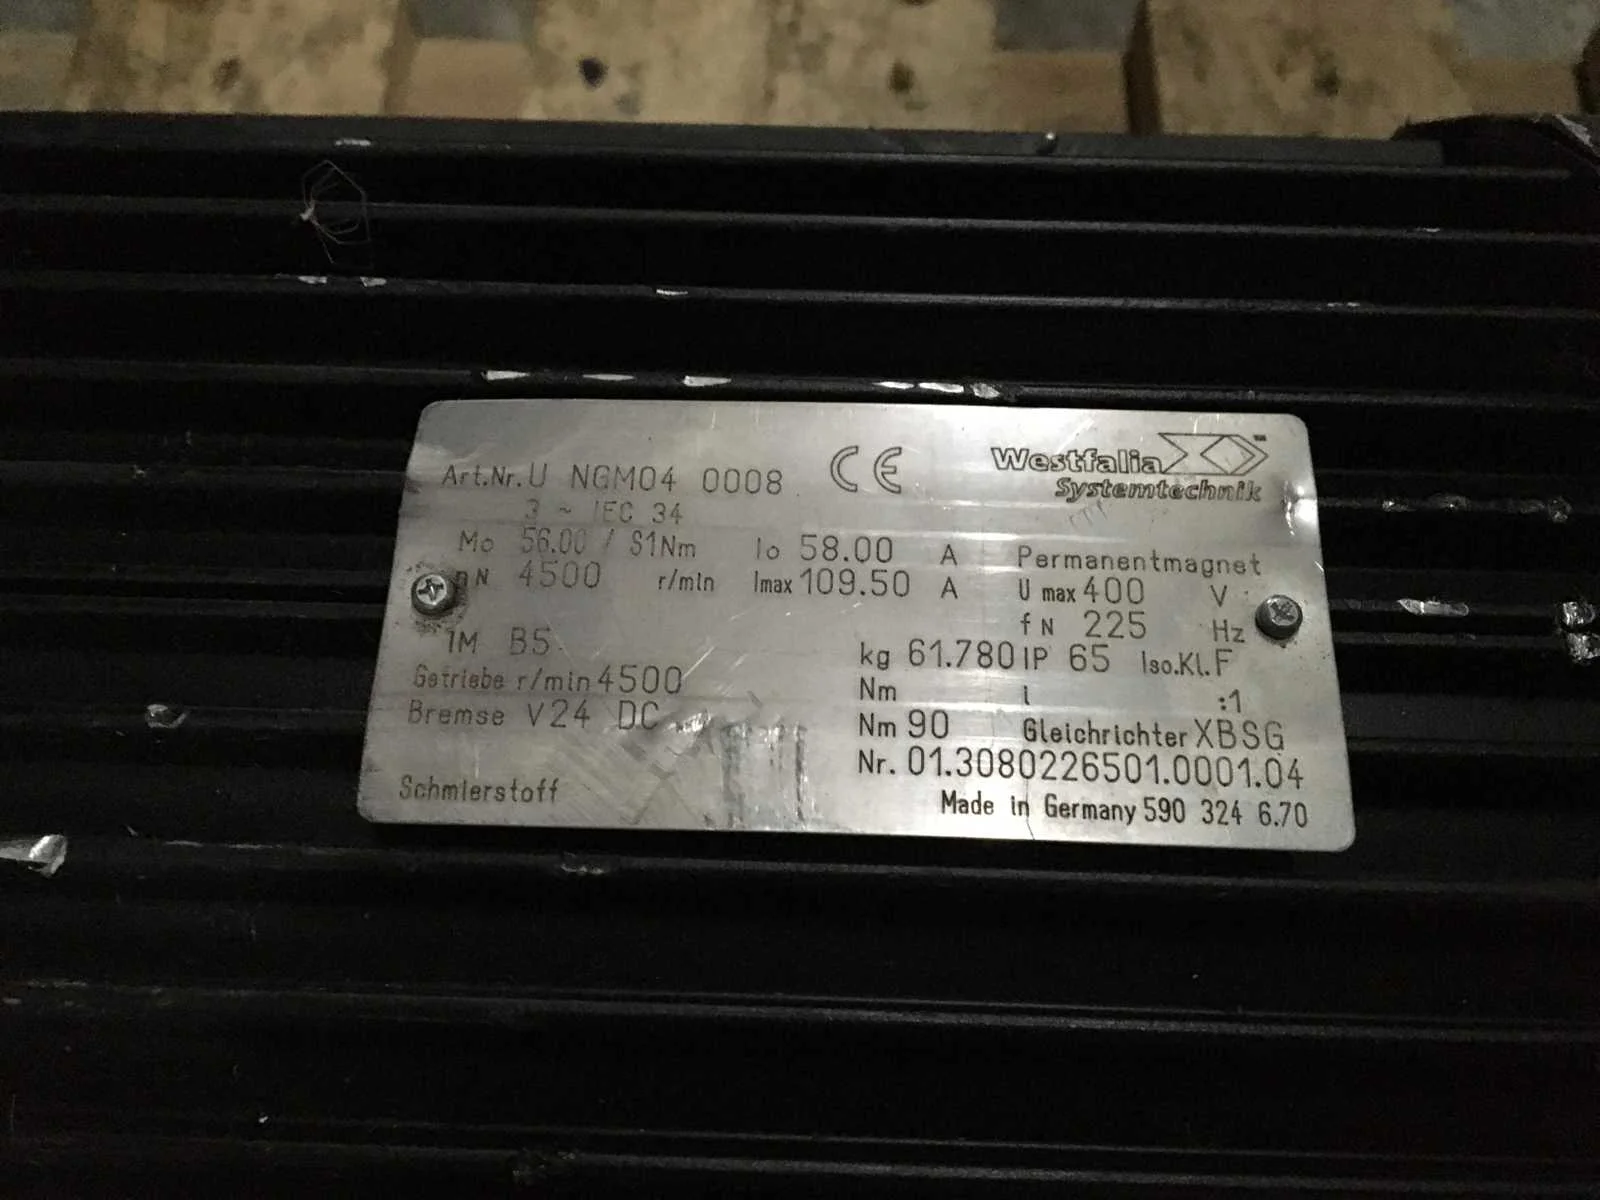 Art.Nr. U NGM04 0008 CE Westfalia
Systemtechnik
3 ~ IEC 34
Mo 56.00 / S1Nm Io 58.00 A Permanentmagnet
nN 4500 r/min Imax 109.50 A U max 400 V
fN 225 Hz
IM B5 kg 61.780 IP 65 Iso.Kl. F
Getriebe r/min 4500 Nm i :1
Bremse V 24 DC Nm 90 Gleichrichter XBSG
Nr. 01.3080226501.0001.04
Schmierstoff Made in Germany 590 324 6.70